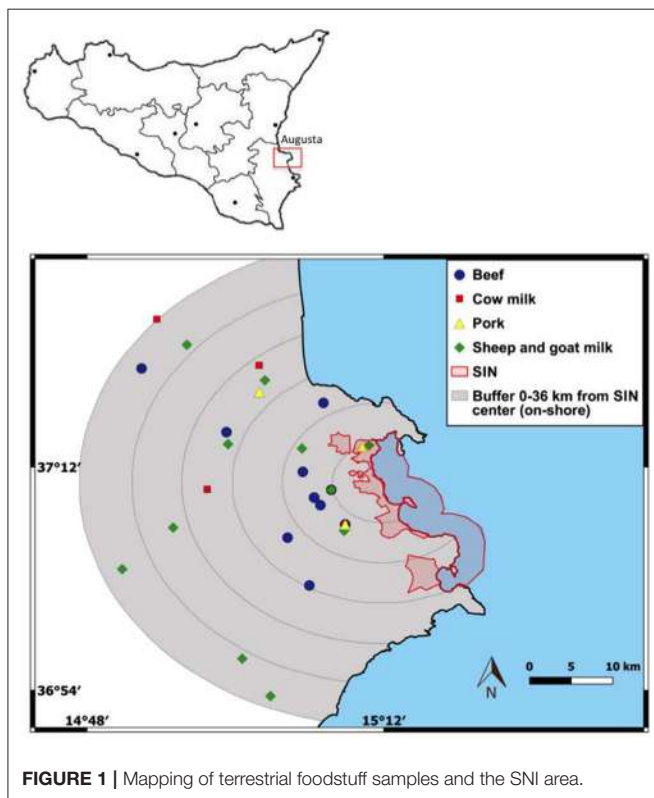 Augusta
Beef
Cow milk
Pork
Sheep and goat milk
SIN
Buffer 0-36 km from SIN
center (on-shore)
37°12'
36°54'
14°48'
15°12'
N
0 5 10 km
FIGURE 1 | Mapping of terrestrial foodstuff samples and the SNI area.